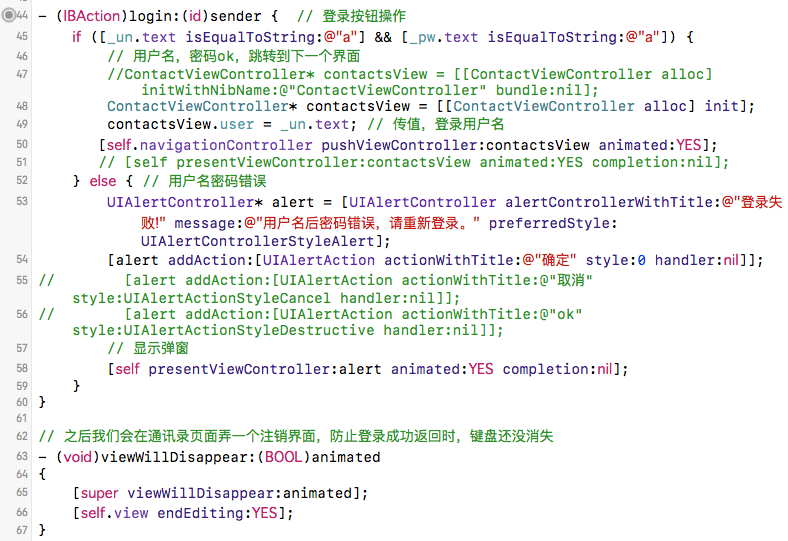 44 - (IBAction)login:(id)sender {  // 登录按钮操作
45     if ([_un.text isEqualToString:@"a"] && [_pw.text isEqualToString:@"a"]) {
46         // 用户名，密码ok，跳转到下一个界面
47         //ContactViewController* contactsView = [[ContactViewController alloc]
initWithNibName:@"ContactViewController" bundle:nil];
48         ContactViewController* contactsView = [[ContactViewController alloc] init];
49         contactsView.user = _un.text; // 传值，登录用户名
50        [self.navigationController pushViewController:contactsView animated:YES];
51        // [self presentViewController:contactsView animated:YES completion:nil];
52     } else { // 用户名密码错误
53         UIAlertController* alert = [UIAlertController alertControllerWithTitle:@"登录失
败!" message:@"用户名后密码错误，请重新登录。" preferredStyle:
UIAlertControllerStyleAlert];
54         [alert addAction:[UIAlertAction actionWithTitle:@"确定" style:0 handler:nil]];
55 //        [alert addAction:[UIAlertAction actionWithTitle:@"取消"
style:UIAlertActionStyleCancel handler:nil]];
56 //        [alert addAction:[UIAlertAction actionWithTitle:@"ok"
style:UIAlertActionStyleDestructive handler:nil]];
57         // 显示弹窗
58         [self presentViewController:alert animated:YES completion:nil];
59     }
60 }
61
62 // 之后我们会在通讯录页面弄一个注销界面，防止登录成功返回时，键盘还没消失
63 - (void)viewWillDisappear:(BOOL)animated
64 {
65     [super viewWillDisappear:animated];
66     [self.view endEditing:YES];
67 }